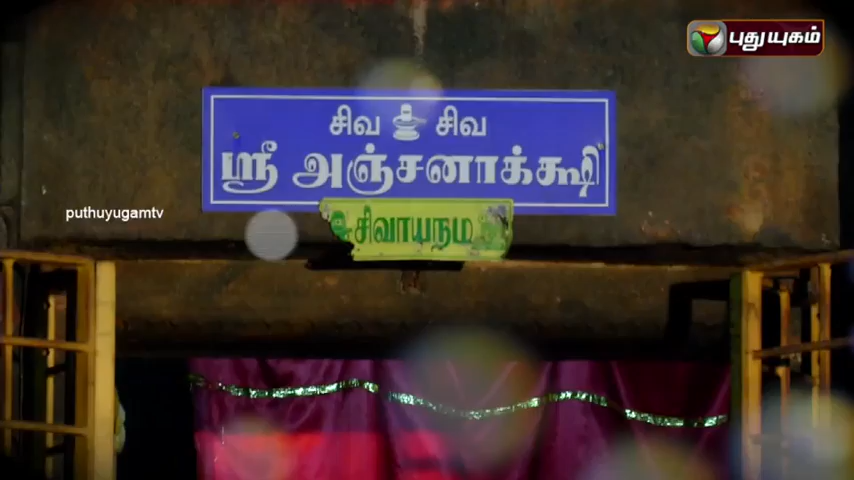 புதுயுகம்
சிவ சிவ
ஸ்ரீ அஞ்சனாக்ஷி
puthuyugamtv
சிவாயநம